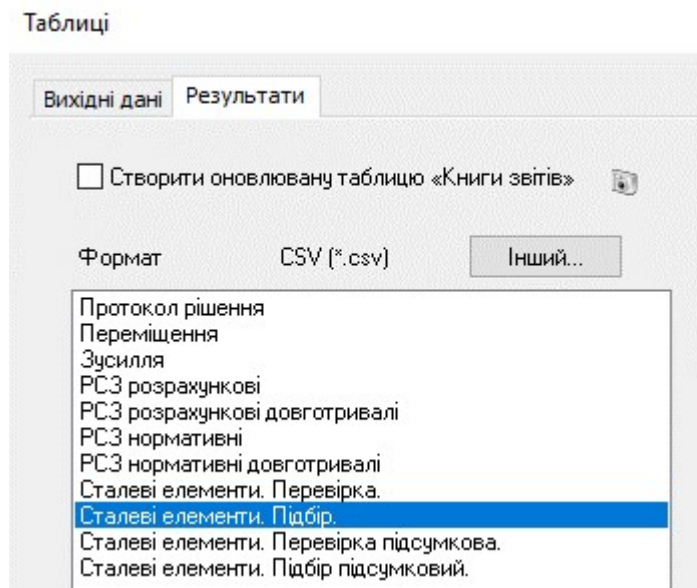 Таблиці
Вихідні дані Результати
Створити оновлювану таблицю «Книги звітів»
Формат CSV (*.csv) Інший...
Протокол рішення
Переміщення
Зусилля
РСЗ розрахункові
РСЗ розрахункові довготривалі
РСЗ нормативні
РСЗ нормативні довготривалі
Сталеві елементи. Перевірка.
Сталеві елементи. Підбір.
Сталеві елементи. Перевірка підсумкова.
Сталеві елементи. Підбір підсумковий.